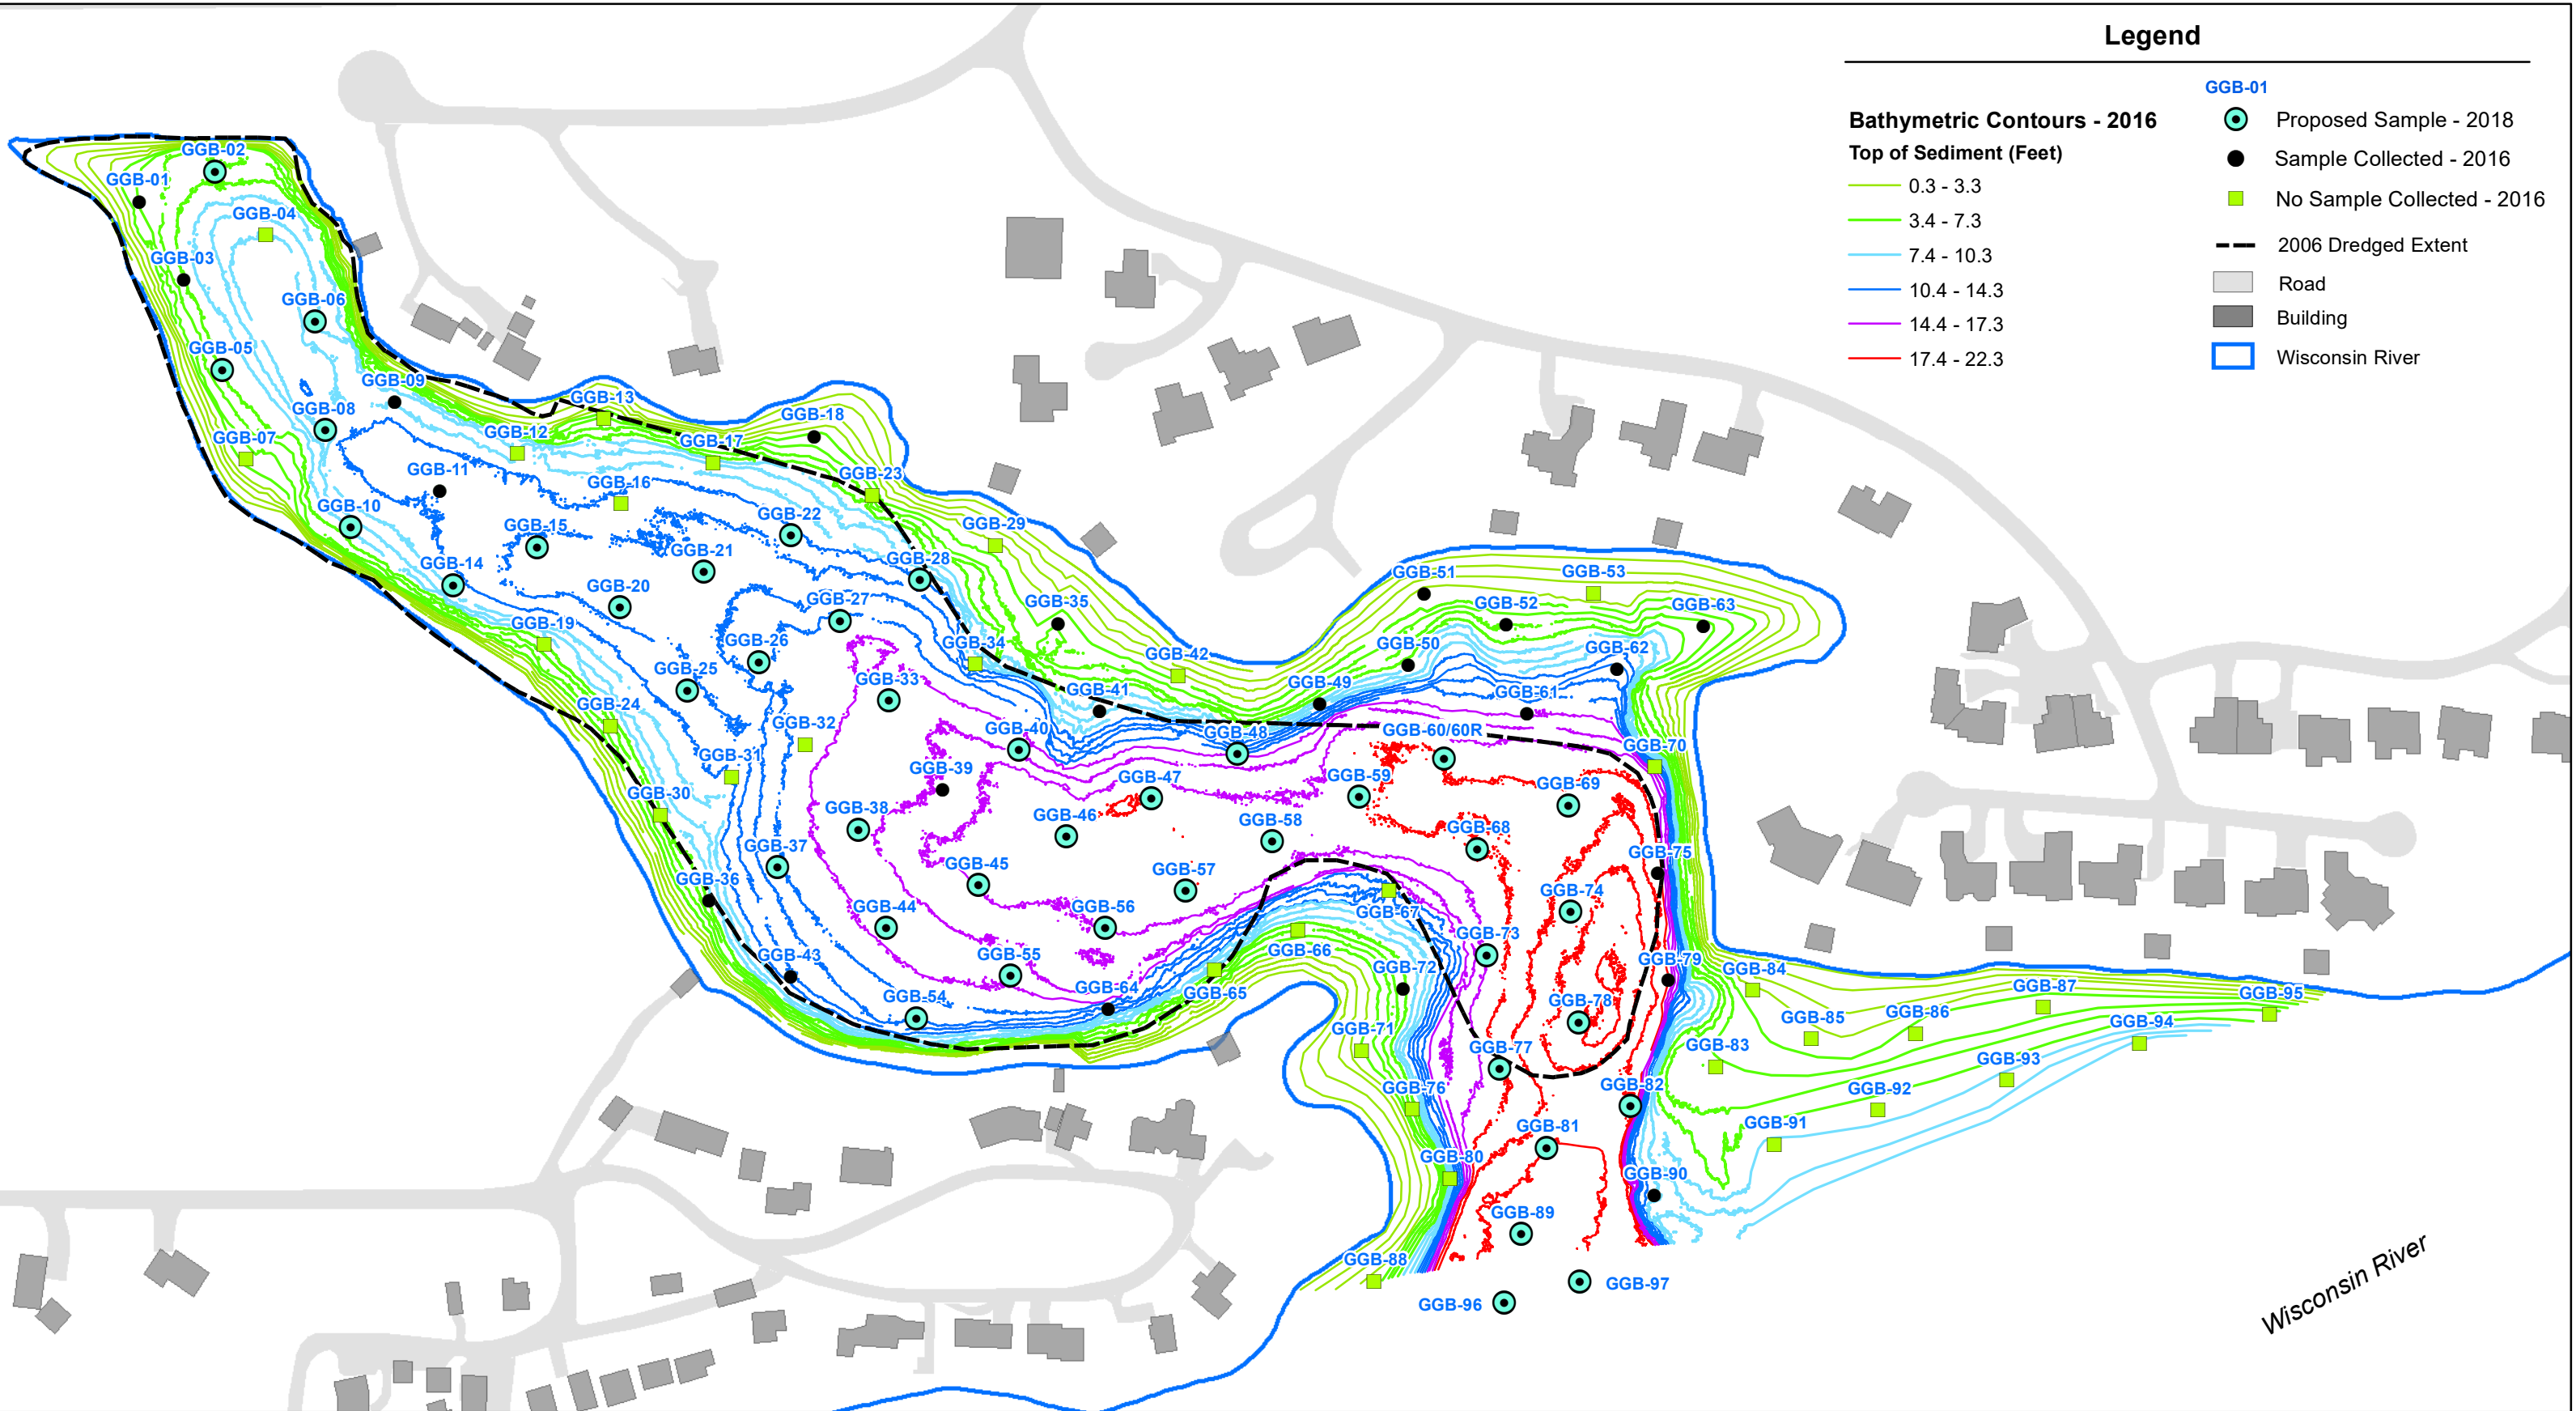 Legend
Bathymetric Contours - 2016
Top of Sediment (Feet)
0.3 - 3.3
3.4 - 7.3
7.4 - 10.3
10.4 - 14.3
14.4 - 17.3
17.4 - 22.3
GGB-01
Proposed Sample - 2018
Sample Collected - 2016
No Sample Collected - 2016
2006 Dredged Extent
Road
Building
Wisconsin River
GGB-01
GGB-02
GGB-03
GGB-04
GGB-05
GGB-06
GGB-07
GGB-08
GGB-09
GGB-10
GGB-11
GGB-12
GGB-13
GGB-14
GGB-15
GGB-16
GGB-17
GGB-18
GGB-19
GGB-20
GGB-21
GGB-22
GGB-23
GGB-24
GGB-25
GGB-26
GGB-27
GGB-28
GGB-29
GGB-30
GGB-31
GGB-32
GGB-33
GGB-34
GGB-35
GGB-36
GGB-37
GGB-38
GGB-39
GGB-40
GGB-41
GGB-42
GGB-43
GGB-44
GGB-45
GGB-46
GGB-47
GGB-48
GGB-49
GGB-50
GGB-51
GGB-52
GGB-53
GGB-54
GGB-55
GGB-56
GGB-57
GGB-58
GGB-59
GGB-60/60R
GGB-61
GGB-62
GGB-63
GGB-64
GGB-65
GGB-66
GGB-67
GGB-68
GGB-69
GGB-70
GGB-71
GGB-72
GGB-73
GGB-74
GGB-75
GGB-76
GGB-77
GGB-78
GGB-79
GGB-80
GGB-81
GGB-82
GGB-83
GGB-84
GGB-85
GGB-86
GGB-87
GGB-88
GGB-89
GGB-90
GGB-91
GGB-92
GGB-93
GGB-94
GGB-95
GGB-96
GGB-97
Wisconsin River